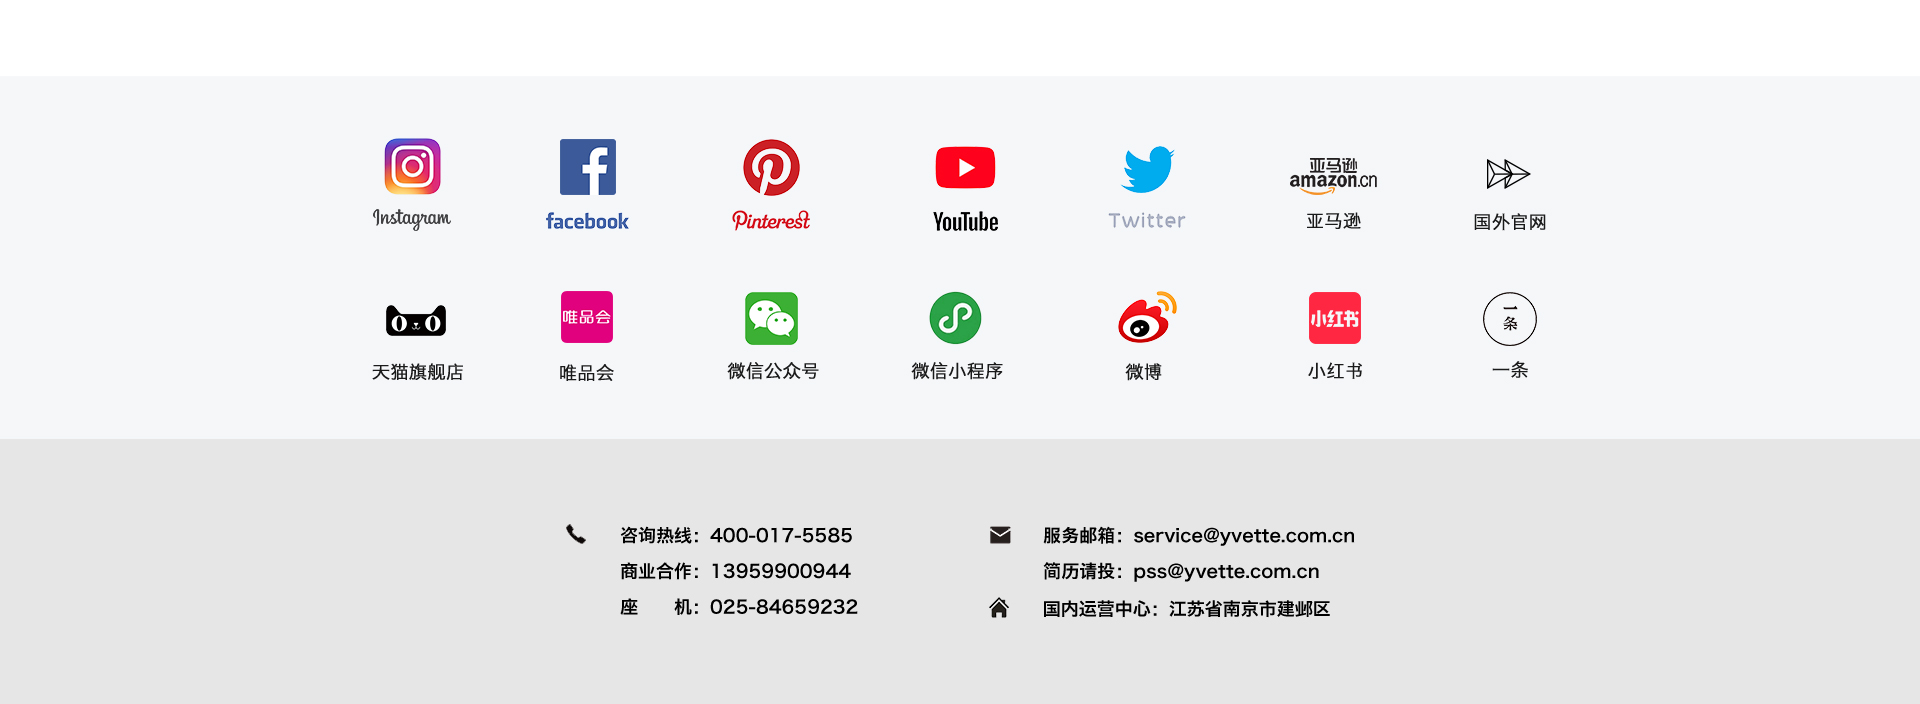 Instagram
facebook
Pinterest
YouTube
Twitter
亚马逊
amazon.cn
亚马逊
国外官网
天猫旗舰店
唯品会
唯品会
微信公众号
微信小程序
微博
小红书
小红书
一条
一条
咨询热线：400-017-5585
商业合作：13959900944
座 机：025-84659232
服务邮箱：service@yvette.com.cn
简历请投：pss@yvette.com.cn
国内运营中心：江苏省南京市建邺区